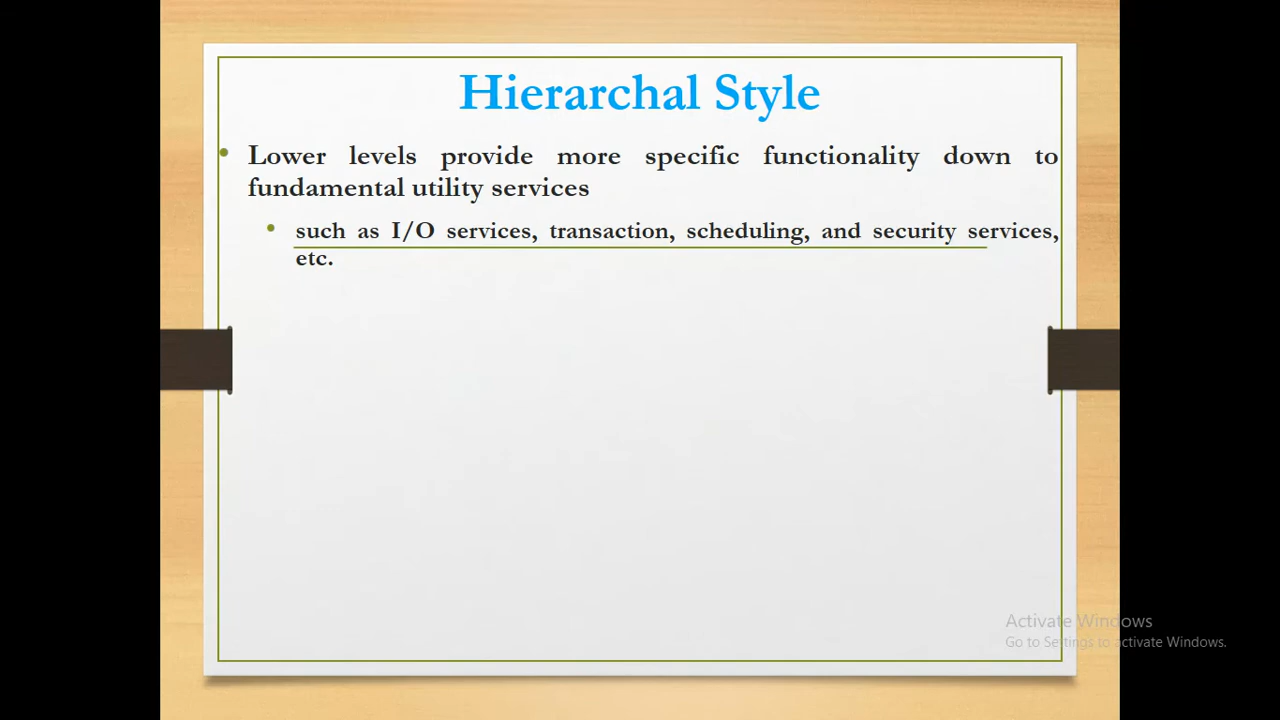 Hierarchal Style
Lower levels provide more specific functionality down to
fundamental utility services
such as I/O services, transaction, scheduling, and security services,
etc.
Activate Windows
Go to Settings to activate Windows.